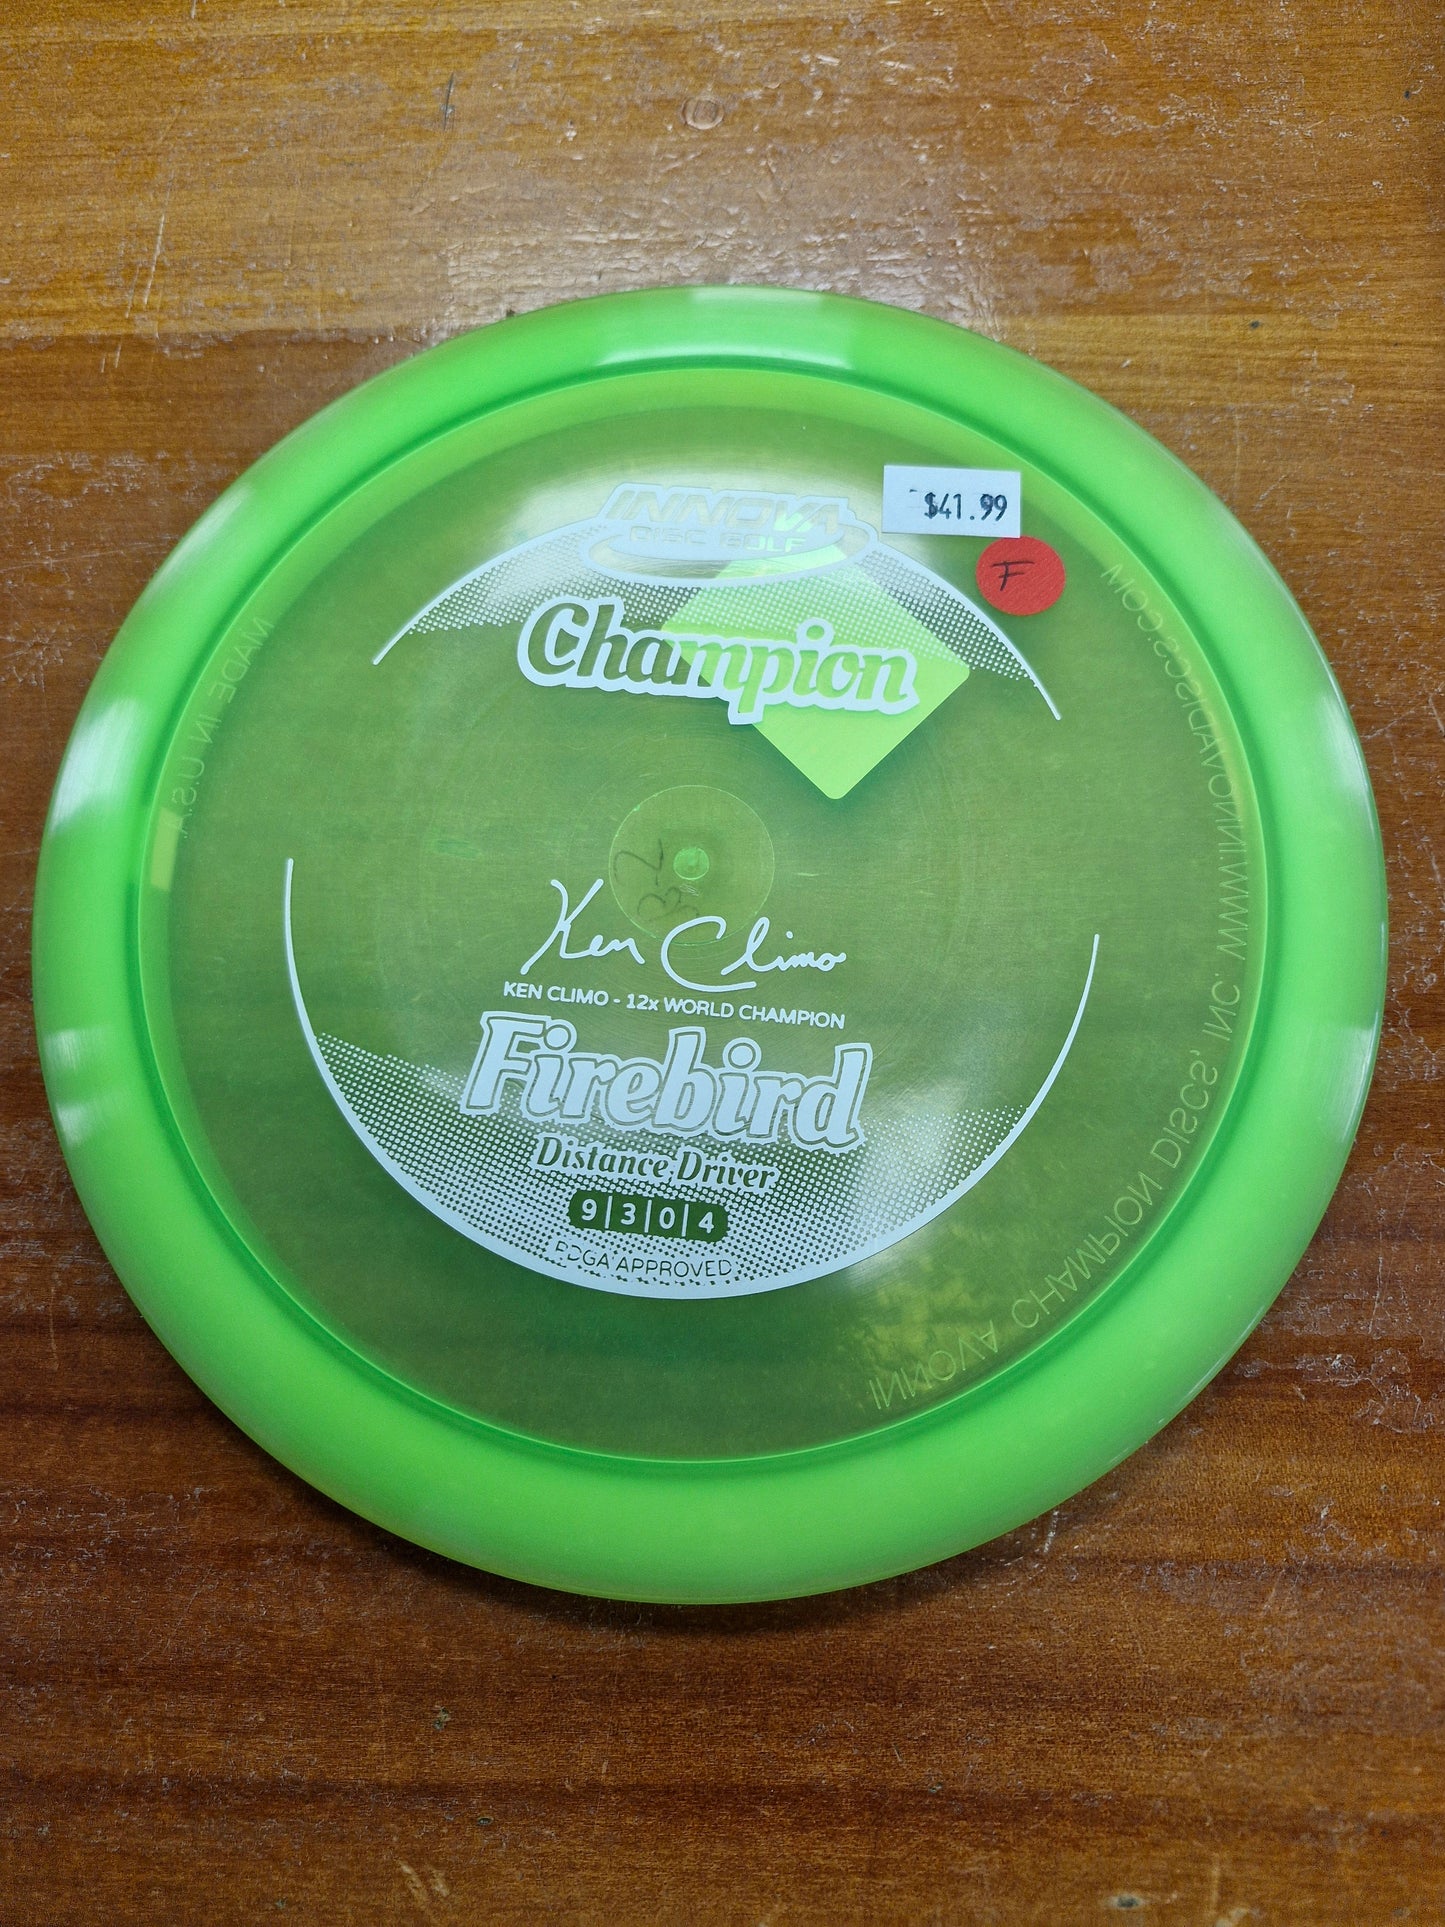 INNOVA
DISC GOLF
$41.99
F
Champion
MADE IN U.S.A.
B-2
Ken Climo
KEN CLIMO - 12x WORLD CHAMPION
Firebird
Distance Driver
9|3|0|4
PDGA APPROVED
INNOVA CHAMPION DISCS, INC. WWW.INNOVADISCS.COM